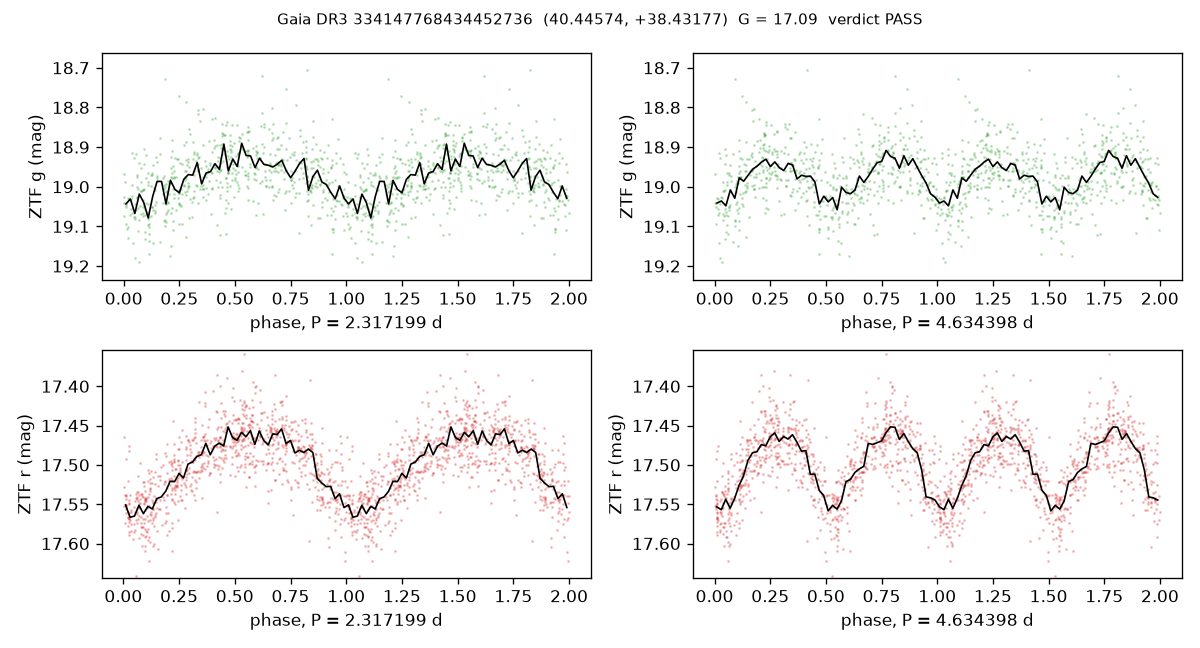 Gaia DR3 334147768434452736  (40.44574, +38.43177)  G = 17.09  verdict PASS
18.7
18.8
18.9
19.0
19.1
19.2
ZTF g (mag)
0.00 0.25 0.50 0.75 1.00 1.25 1.50 1.75 2.00
phase, P = 2.317199 d
18.7
18.8
18.9
19.0
19.1
19.2
ZTF g (mag)
0.00 0.25 0.50 0.75 1.00 1.25 1.50 1.75 2.00
phase, P = 4.634398 d
17.40
17.45
17.50
17.55
17.60
ZTF r (mag)
0.00 0.25 0.50 0.75 1.00 1.25 1.50 1.75 2.00
phase, P = 2.317199 d
17.40
17.45
17.50
17.55
17.60
ZTF r (mag)
0.00 0.25 0.50 0.75 1.00 1.25 1.50 1.75 2.00
phase, P = 4.634398 d